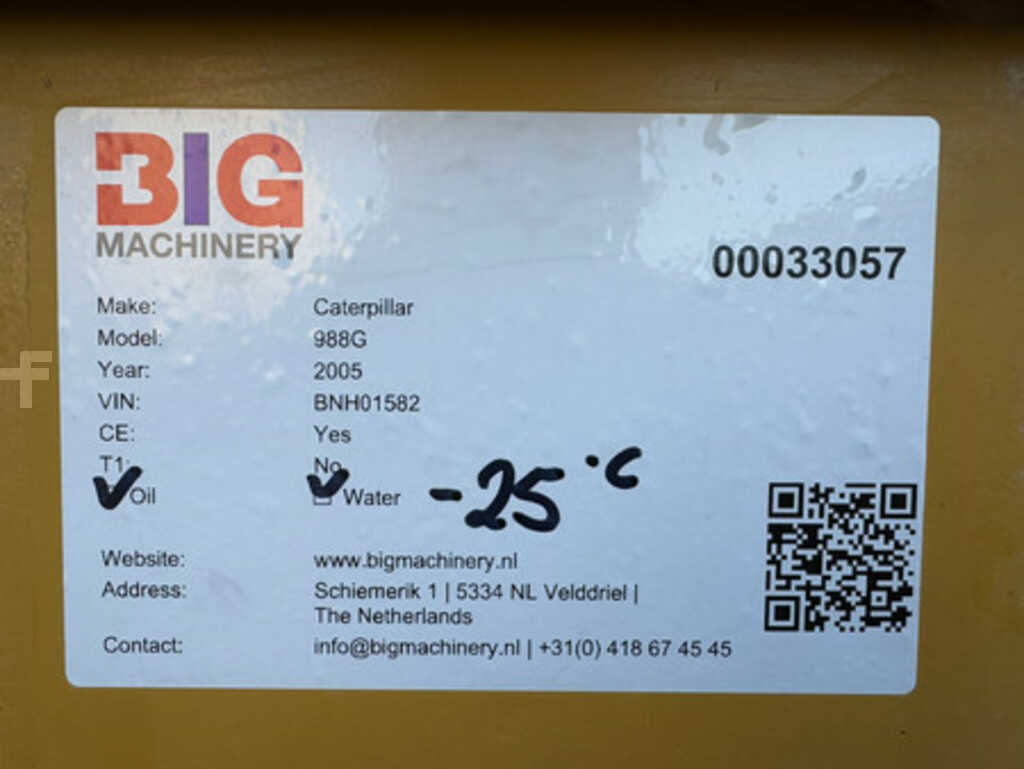 BIG
MACHINERY
00033057
Make: Caterpillar
Model: 988G
Year: 2005
VIN: BNH01582
CE: Yes
T1: No
✓ Oil ✓ Water -25 °C
Website: www.bigmachinery.nl
Address: Schiemerik 1 | 5334 NL Velddriel |
The Netherlands
Contact: info@bigmachinery.nl | +31(0) 418 67 45 45